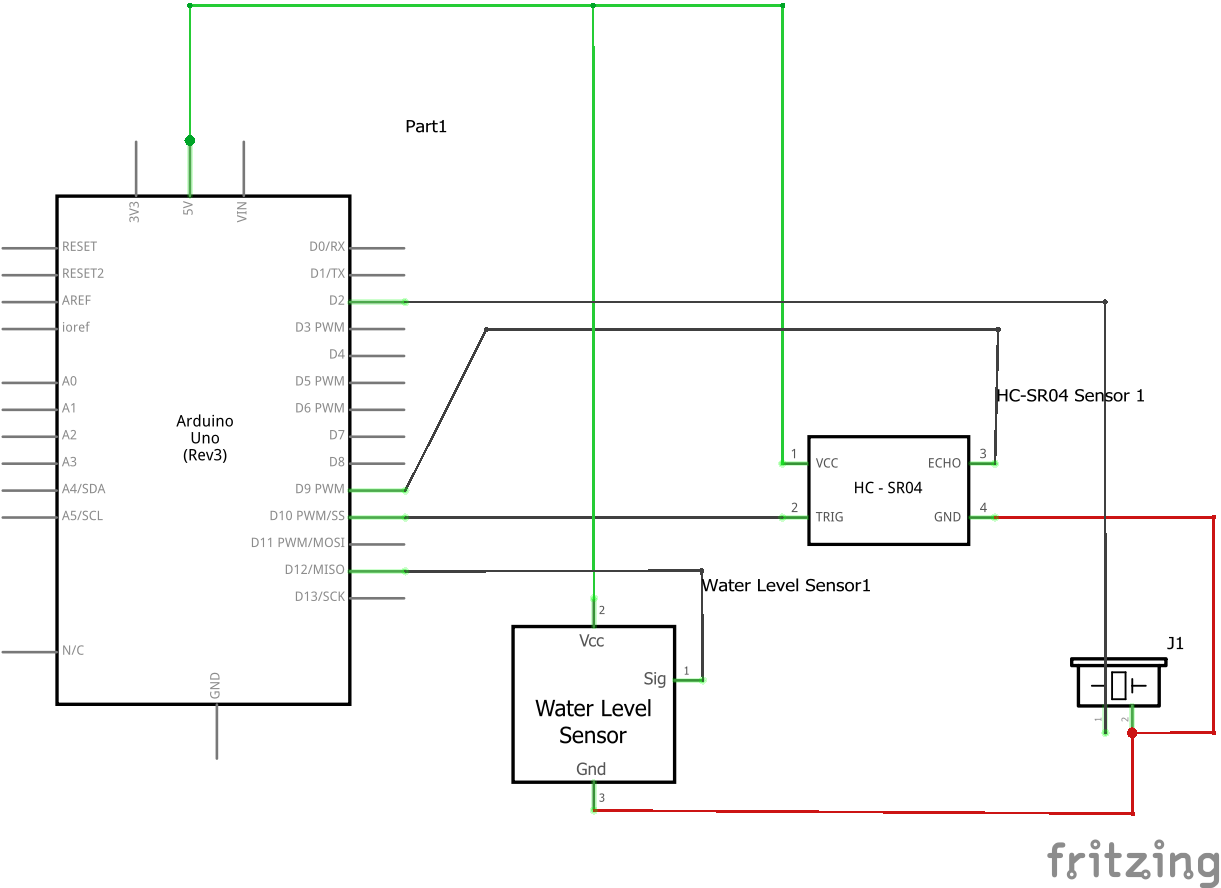 Part1
3V3
5V
VIN
RESET
RESET2
AREF
ioref
A0
A1
A2
A3
A4/SDA
A5/SCL
N/C
Arduino
Uno
(Rev3)
D0/RX
D1/TX
D2
D3 PWM
D4
D5 PWM
D6 PWM
D7
D8
D9 PWM
D10 PWM/SS
D11 PWM/MOSI
D12/MISO
D13/SCK
GND
HC-SR04 Sensor 1
1
VCC
ECHO
3
HC - SR04
2
TRIG
GND
4
Water Level Sensor1
2
Vcc
Sig
1
Water Level
Sensor
Gnd
3
J1
1
2
fritzing